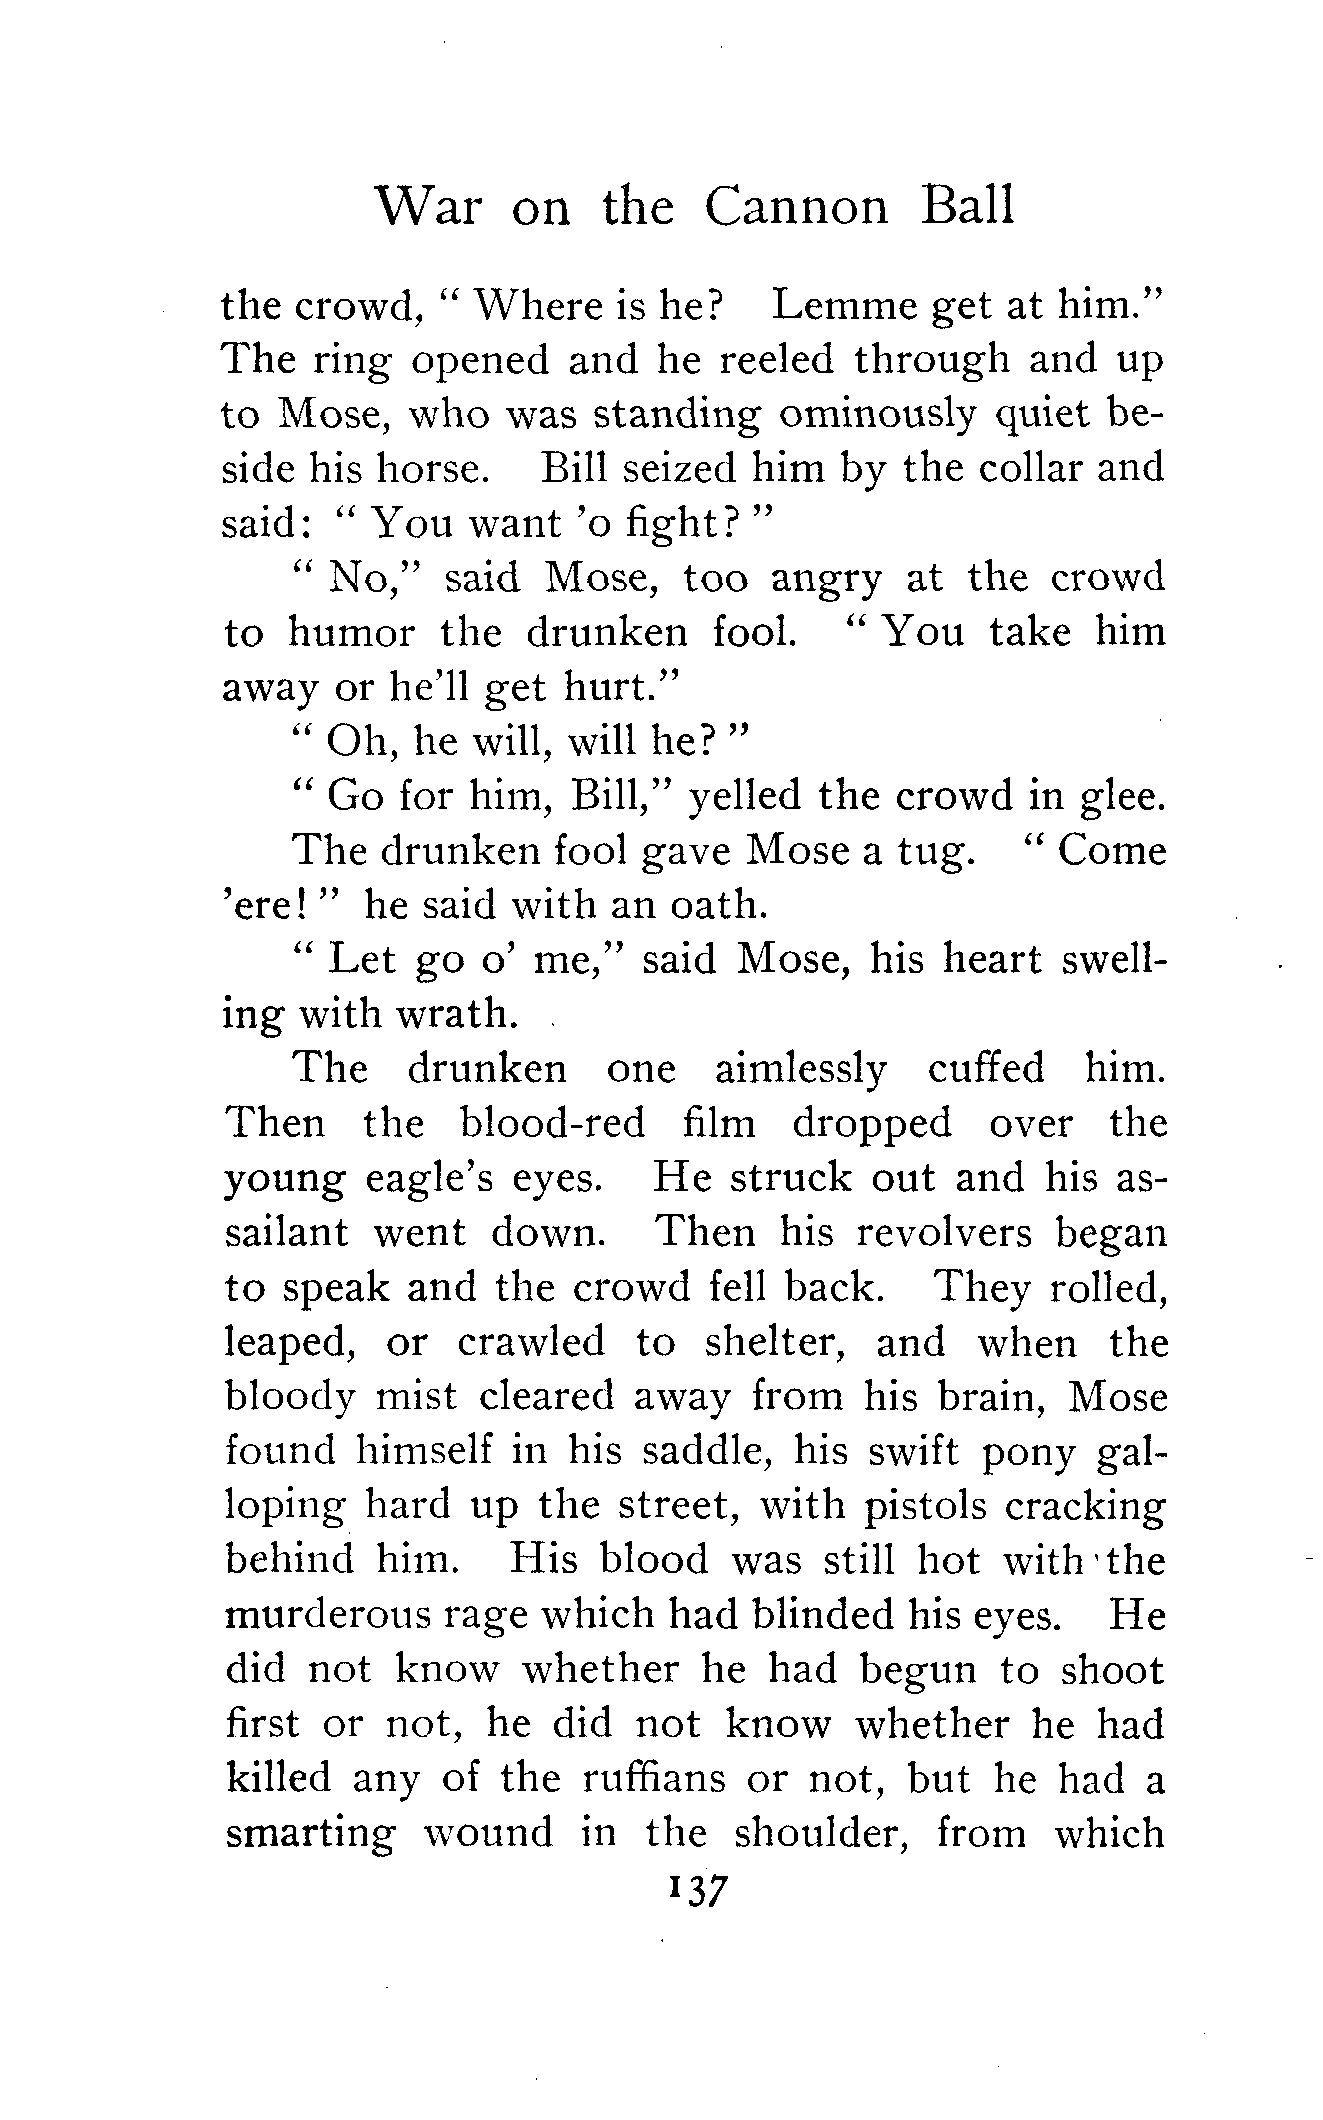 War on the Cannon Ball
the crowd, " Where is he? Lemme get at him."
The ring opened and he reeled through and up
to Mose, who was standing ominously quiet be-
side his horse. Bill seized him by the collar and
said: " You want 'o fight? "
" No," said Mose, too angry at the crowd
to humor the drunken fool. " You take him
away or he'll get hurt."
" Oh, he will, will he? "
" Go for him, Bill," yelled the crowd in glee.
The drunken fool gave Mose a tug. " Come
'ere! " he said with an oath.
" Let go o' me," said Mose, his heart swell-
ing with wrath.
The drunken one aimlessly cuffed him.
Then the blood-red film dropped over the
young eagle's eyes. He struck out and his as-
sailant went down. Then his revolvers began
to speak and the crowd fell back. They rolled,
leaped, or crawled to shelter, and when the
bloody mist cleared away from his brain, Mose
found himself in his saddle, his swift pony gal-
loping hard up the street, with pistols cracking
behind him. His blood was still hot with the
murderous rage which had blinded his eyes. He
did not know whether he had begun to shoot
first or not, he did not know whether he had
killed any of the ruffians or not, but he had a
smarting wound in the shoulder, from which
137